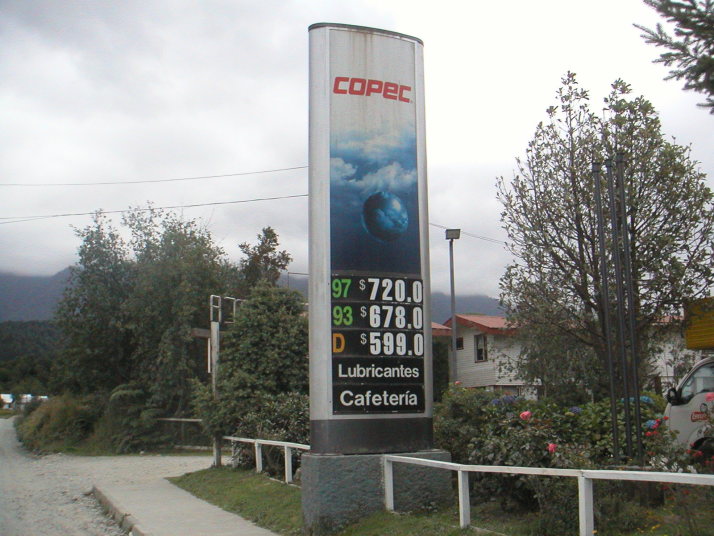 COPEC
97 $720.0
93 $678.0
D $599.0
Lubricantes
Cafetería